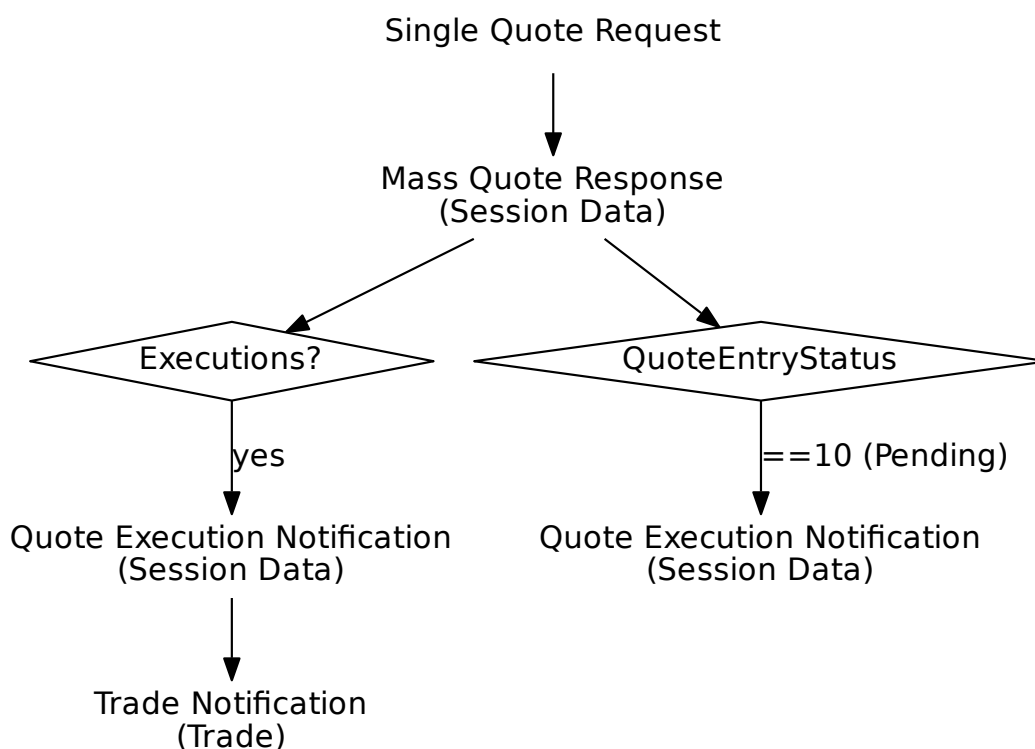 Single Quote Request
Mass Quote Response
(Session Data)
Executions?
QuoteEntryStatus
yes
==10 (Pending)
Quote Execution Notification
(Session Data)
Quote Execution Notification
(Session Data)
Trade Notification
(Trade)